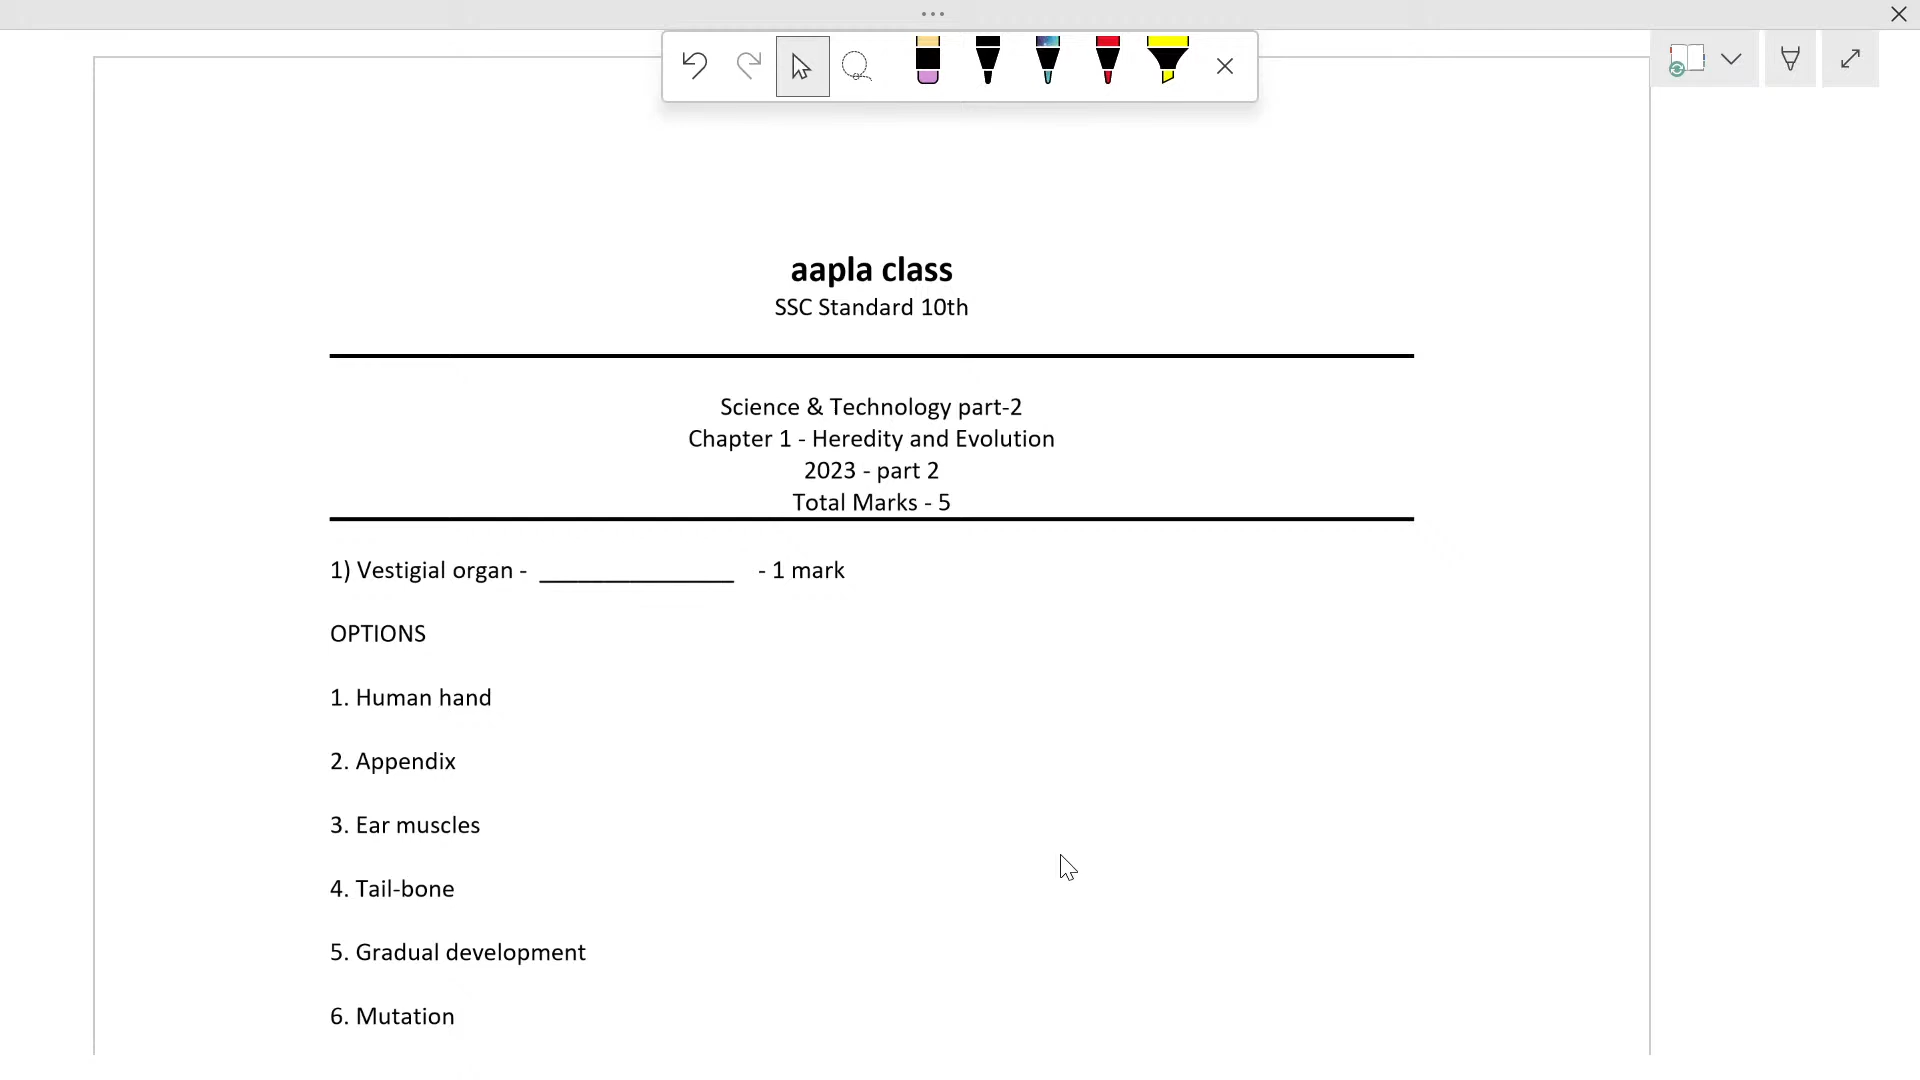 aapla class
SSC Standard 10th
Science & Technology part-2
Chapter 1 - Heredity and Evolution
2023 - part 2
Total Marks - 5
1) Vestigial organ - _______________ - 1 mark
OPTIONS
1. Human hand
2. Appendix
3. Ear muscles
4. Tail-bone
5. Gradual development
6. Mutation